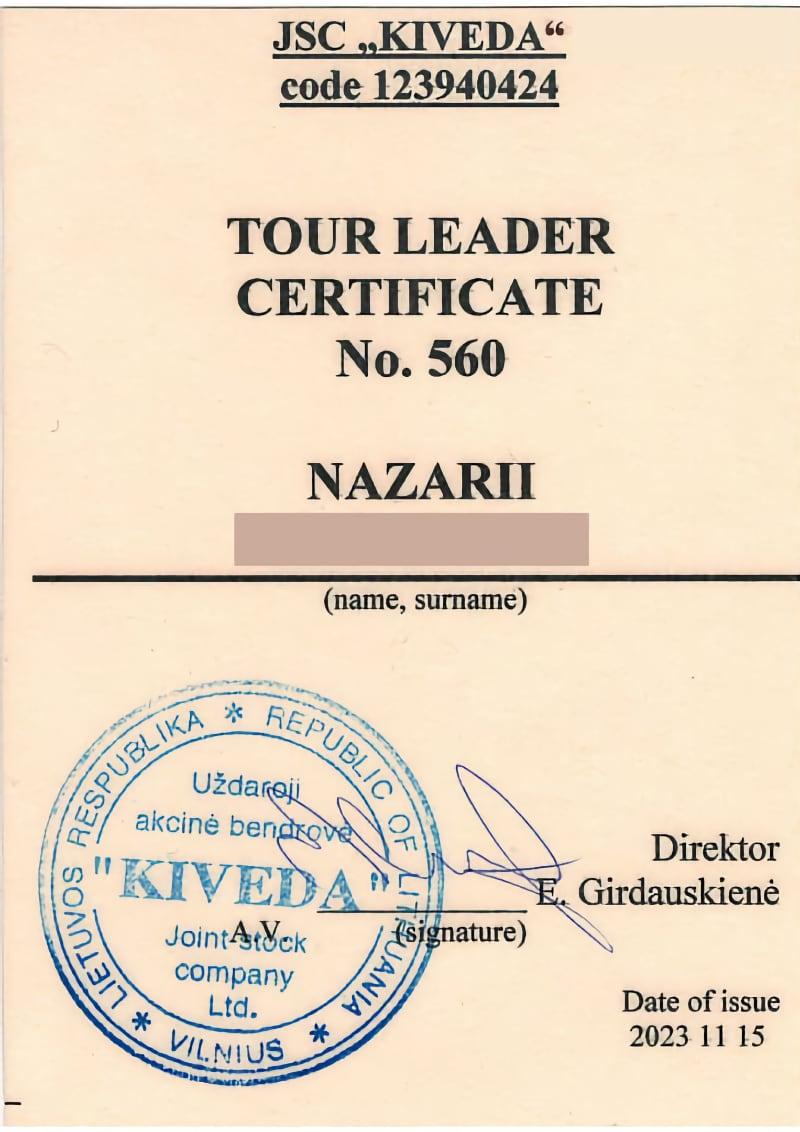 JSC „KIVEDA“
code 123940424
TOUR LEADER
CERTIFICATE
No. 560
NAZARII
(name, surname)
LIETUVOS RESPUBLIKA * REPUBLIC OF LITHUANIA * VILNIUS *
Uždaroji
akcinė bendrovė
"KIVEDA"
Joint-stock
company
Ltd.
A.V.
(signature)
Direktor
E. Girdauskienė
Date of issue
2023 11 15